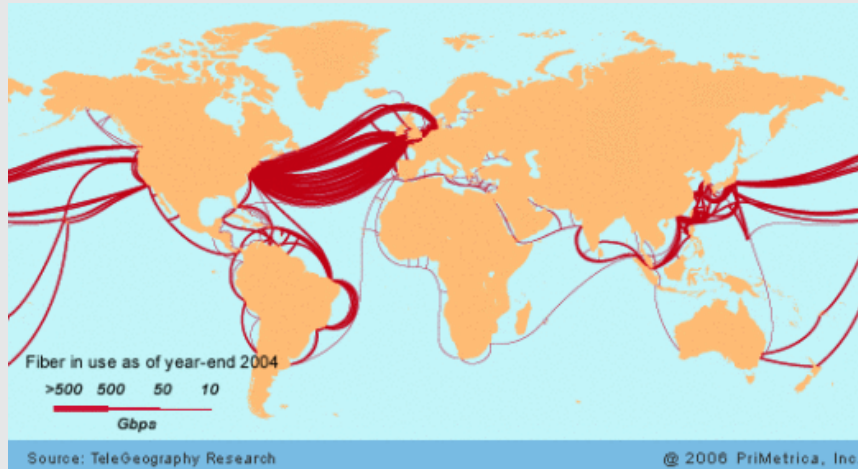 Fiber in use as of year-end 2004
>500 500 50 10
Gbps
Source: TeleGeography Research @ 2006 PriMetrica, Inc